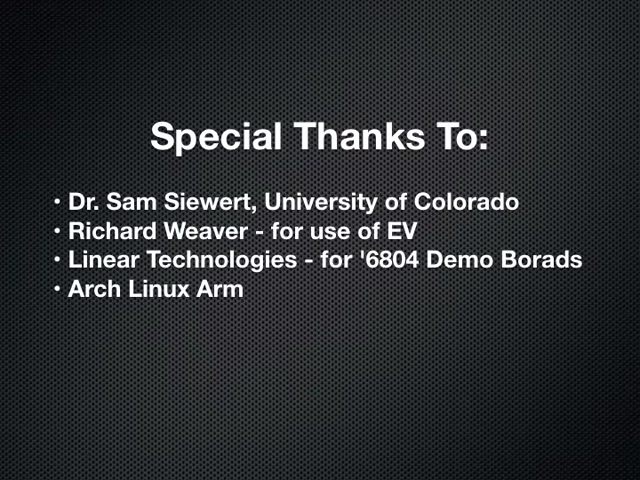 Special Thanks To:
• Dr. Sam Siewert, University of Colorado
• Richard Weaver - for use of EV
• Linear Technologies - for '6804 Demo Borads
• Arch Linux Arm